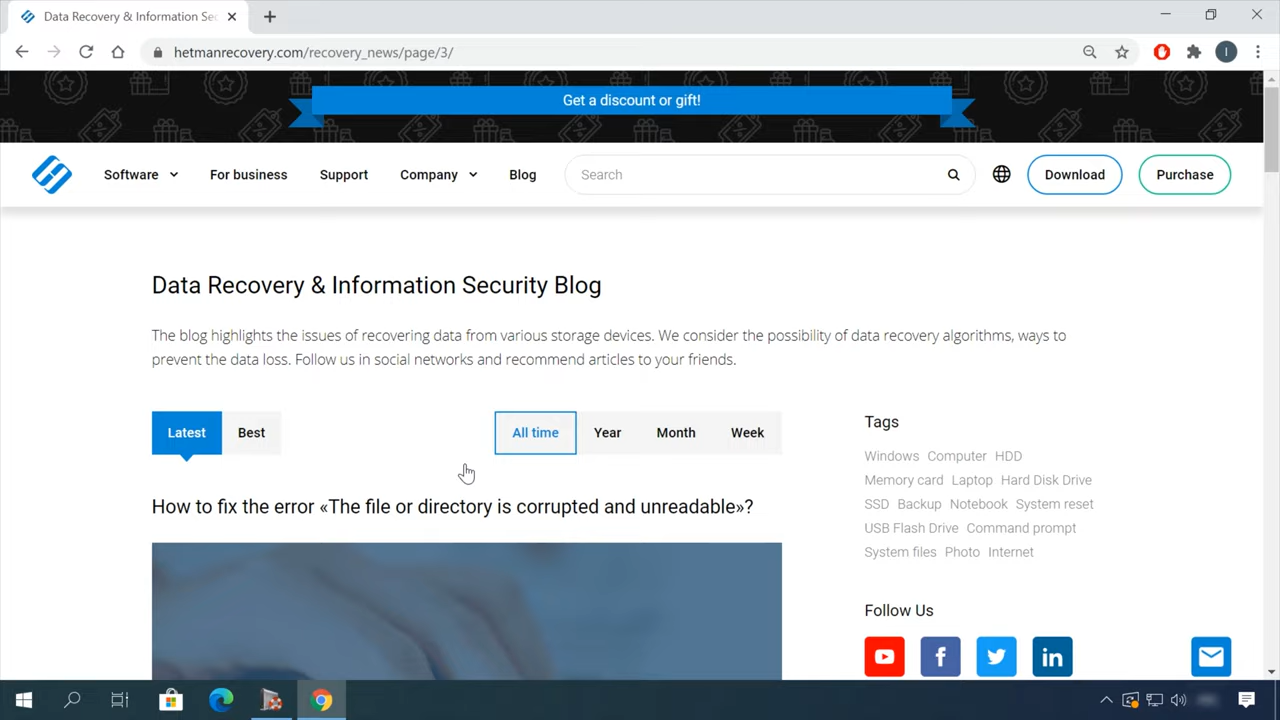 Data Recovery & Information Sec
hetmanrecovery.com/recovery_news/page/3/
I
Get a discount or gift!
Software
For business
Support
Company
Blog
Search
Download
Purchase
Data Recovery & Information Security Blog
The blog highlights the issues of recovering data from various storage devices. We consider the possibility of data recovery algorithms, ways to
prevent the data loss. Follow us in social networks and recommend articles to your friends.
Latest
Best
All time
Year
Month
Week
How to fix the error «The file or directory is corrupted and unreadable»?
Tags
Windows Computer HDD
Memory card Laptop Hard Disk Drive
SSD Backup Notebook System reset
USB Flash Drive Command prompt
System files Photo Internet
Follow Us